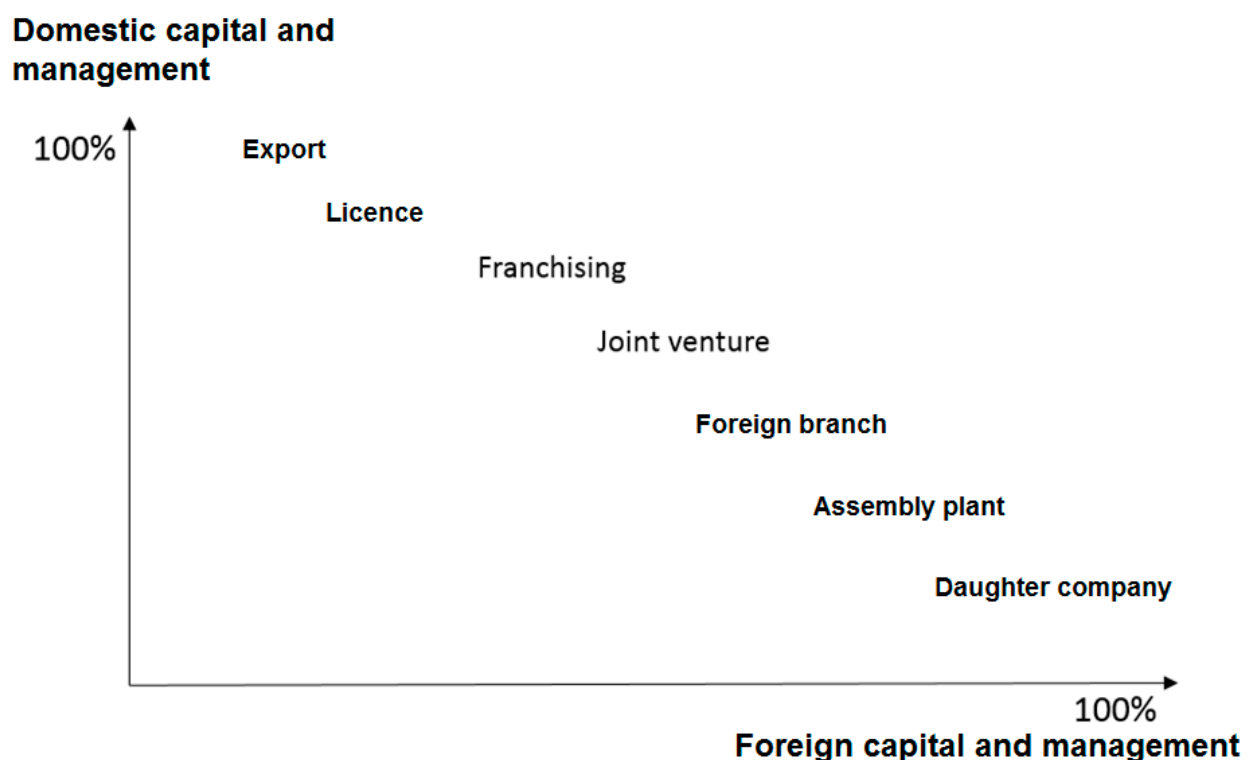 Domestic capital and
management
100%
Export
Licence
Franchising
Joint venture
Foreign branch
Assembly plant
Daughter company
100%
Foreign capital and management